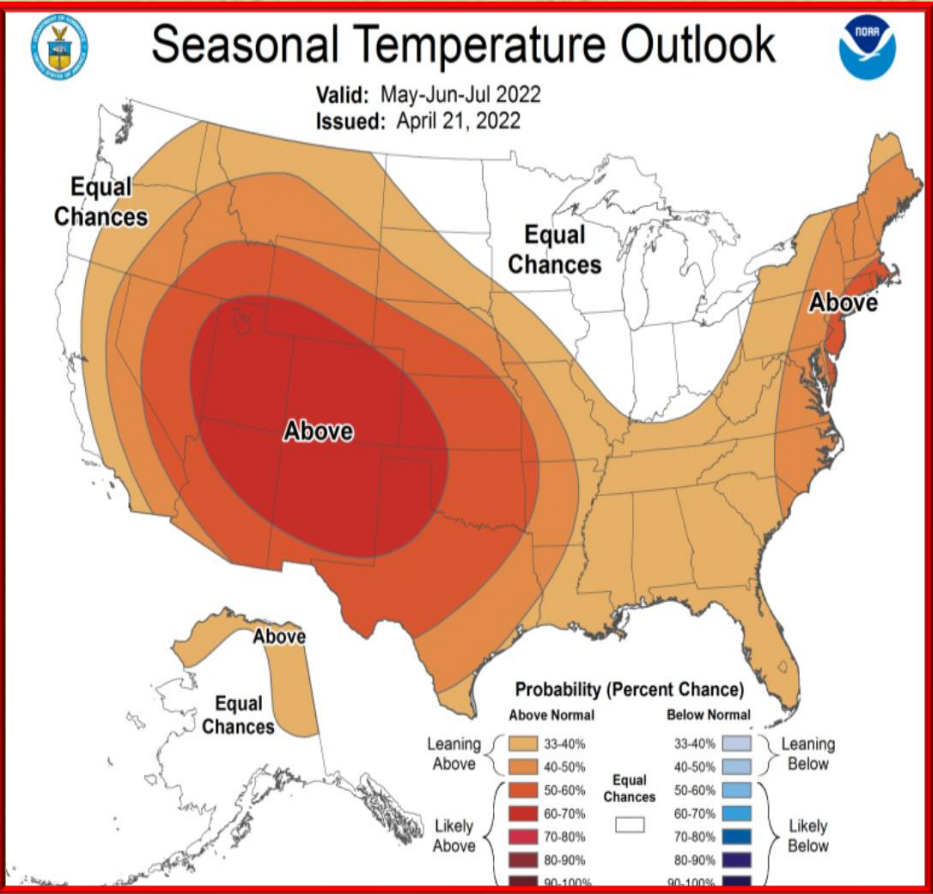 Seasonal Temperature Outlook
NOAA
Valid: May-Jun-Jul 2022
Issued: April 21, 2022
Equal
Chances
Equal
Chances
Above
Above
Above
Equal
Chances
Probability (Percent Chance)
Above Normal
Below Normal
Leaning
Above
33-40%
40-50%
Likely
Above
50-60%
60-70%
70-80%
80-90%
90-100%
Equal
Chances
33-40%
40-50%
Leaning
Below
50-60%
60-70%
70-80%
80-90%
90-100%
Likely
Below